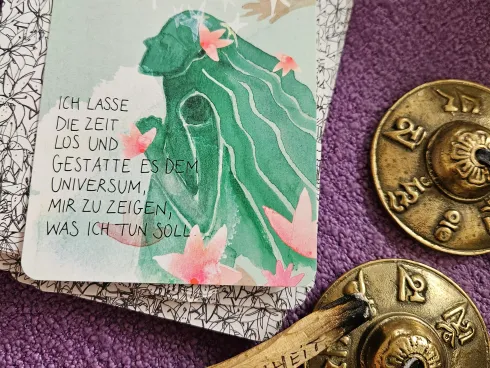 ICH LASSE
DIE ZEIT
LOS UND
GESTATTE ES DEM
UNIVERSUM,
MIR ZU ZEIGEN,
WAS ICH TUN SOLL.